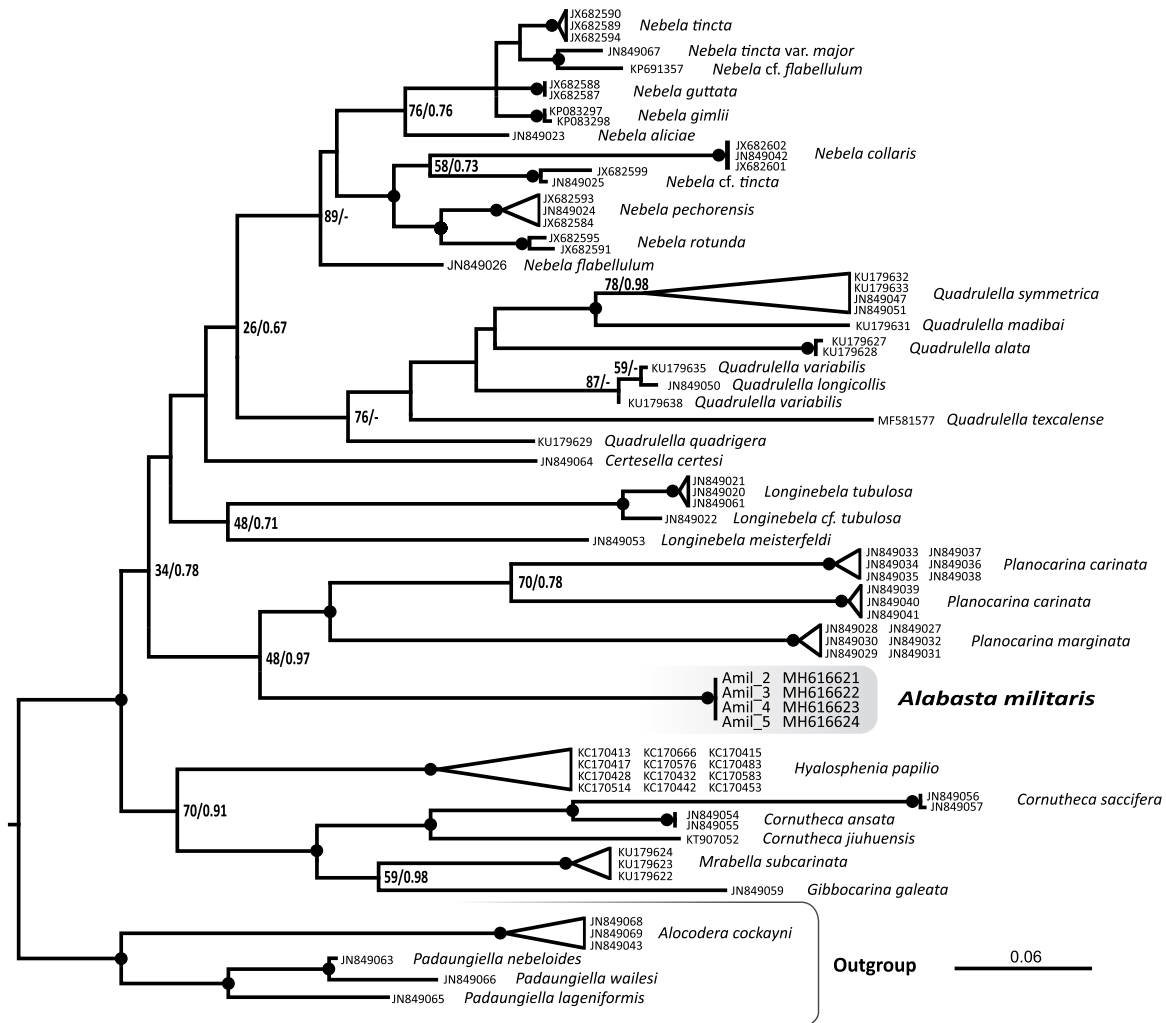 JX682590
JX682589
JX682594
Nebela tincta
JN849067 Nebela tincta var. major
KP691357 Nebela cf. flabellulum
JX682588
JX682587
Nebela guttata
76/0.76
KP083297
KP083298
Nebela gimlii
JN849023 Nebela aliciae
JX682602
JN849042
JX682601
Nebela collaris
58/0.73
JX682599
JN849025
Nebela cf. tincta
JX682593
JN849024
JX682584
Nebela pechorensis
89/-
JX682595
JX682591
Nebela rotunda
JN849026 Nebela flabellulum
78/0.98
KU179632
KU179633
JN849047
JN849051
Quadrulella symmetrica
26/0.67
KU179631 Quadrulella madibai
KU179627
KU179628
Quadrulella alata
59/-
KU179635 Quadrulella variabilis
87/-
JN849050 Quadrulella longicollis
KU179638 Quadrulella variabilis
76/-
MF581577 Quadrulella texcalense
KU179629 Quadrulella quadrigera
JN849064 Certesella certesi
JN849021
JN849020
JN849061
Longinebela tubulosa
48/0.71
JN849022 Longinebela cf. tubulosa
JN849053 Longinebela meisterfeldi
34/0.78
JN849033 JN849037
JN849034 JN849036
JN849035 JN849038
Planocarina carinata
70/0.78
JN849039
JN849040
JN849041
Planocarina carinata
JN849028 JN849027
JN849030 JN849032
JN849029 JN849031
Planocarina marginata
48/0.97
Amil_2 MH616621
Amil_3 MH616622
Amil_4 MH616623
Amil_5 MH616624
Alabasta militaris
KC170413 KC170666 KC170415
KC170417 KC170576 KC170483
KC170428 KC170432 KC170583
KC170514 KC170442 KC170453
Hyalosphenia papilio
70/0.91
JN849056
JN849057
Cornutheca saccifera
JN849054
JN849055
Cornutheca ansata
KT907052 Cornutheca jiuhuensis
KU179624
KU179623
KU179622
Mrabella subcarinata
59/0.98
JN849059 Gibbocarina galeata
JN849068
JN849069
JN849043
Alocodera cockayni
JN849063 Padaungiella nebeloides
JN849066 Padaungiella wailesi
JN849065 Padaungiella lageniformis
Outgroup
0.06